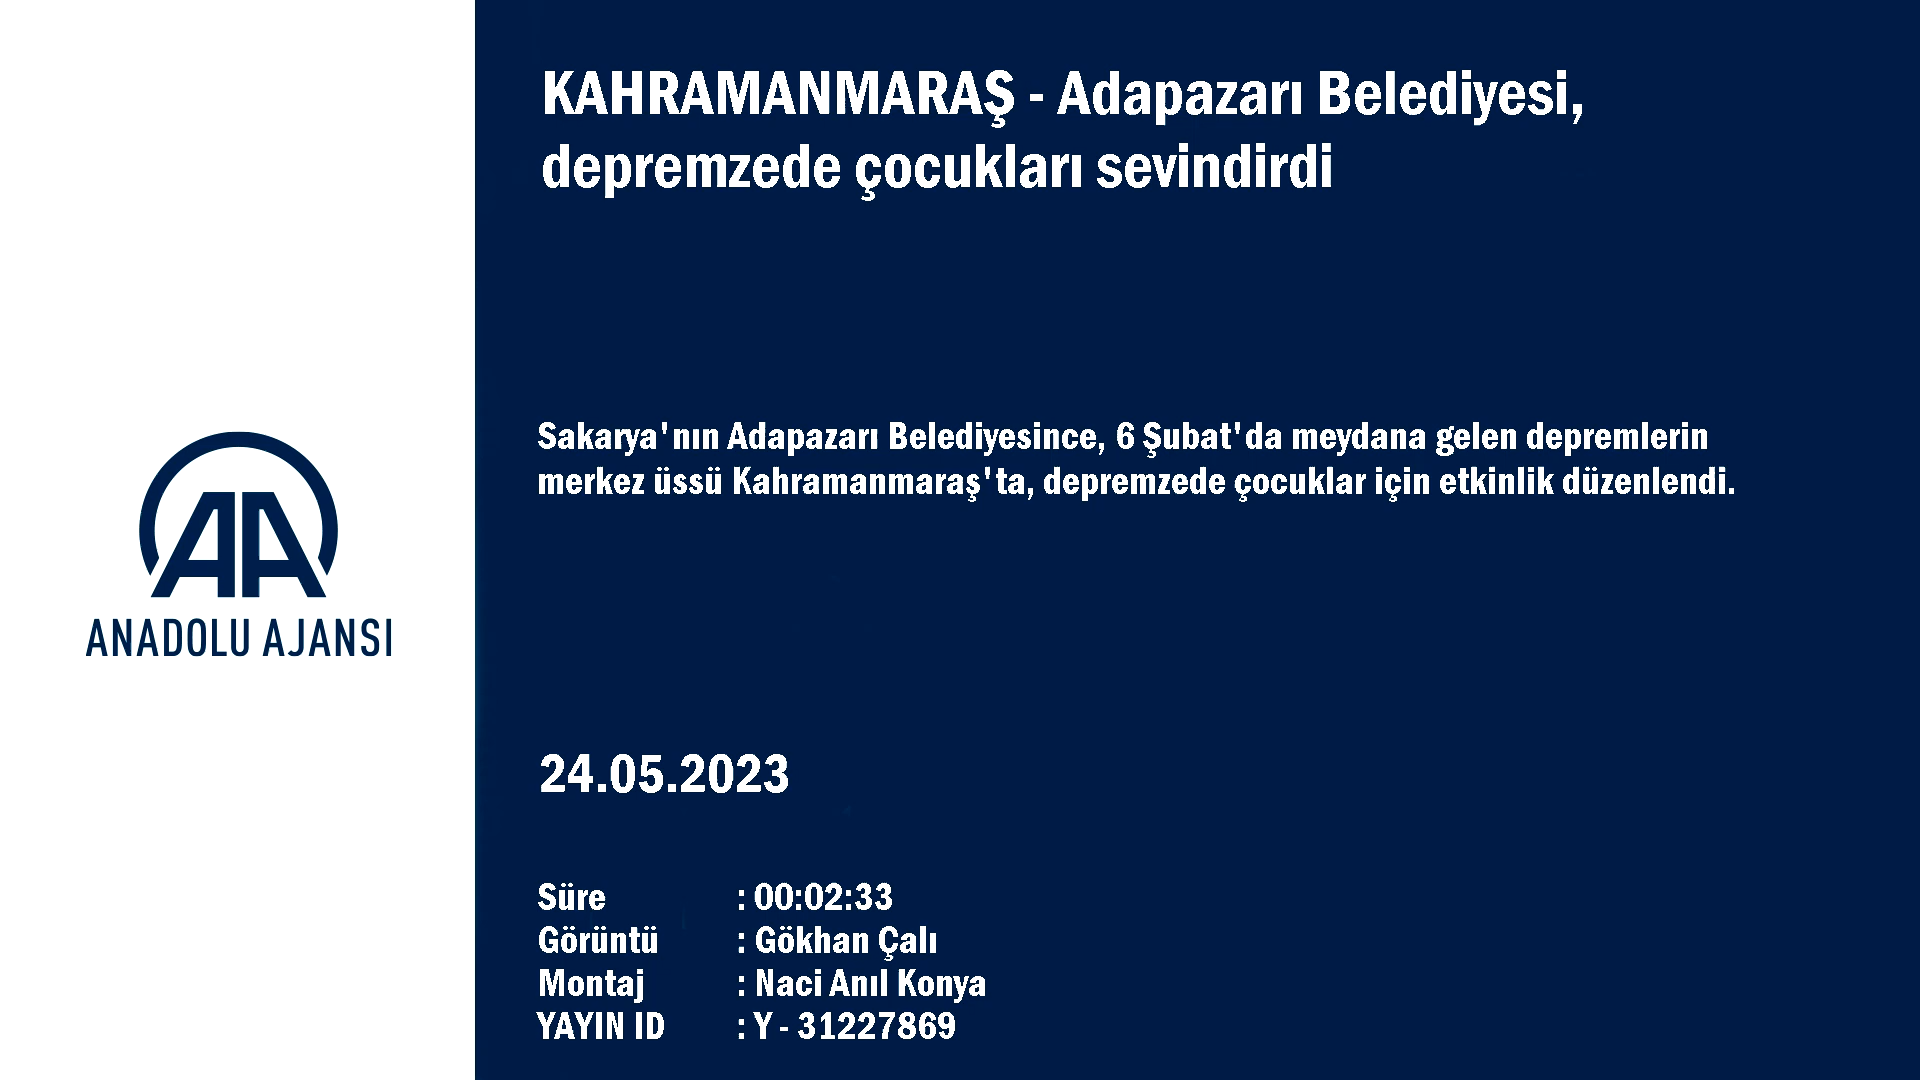 KAHRAMANMARAŞ - Adapazarı Belediyesi,
depremzede çocukları sevindirdi
Sakarya'nın Adapazarı Belediyesince, 6 Şubat'da meydana gelen depremlerin
merkez üssü Kahramanmaraş'ta, depremzede çocuklar için etkinlik düzenlendi.
AA
ANADOLU AJANSI
24.05.2023
Süre : 00:02:33
Görüntü : Gökhan Çalı
Montaj : Naci Anıl Konya
YAYIN ID : Y - 31227869